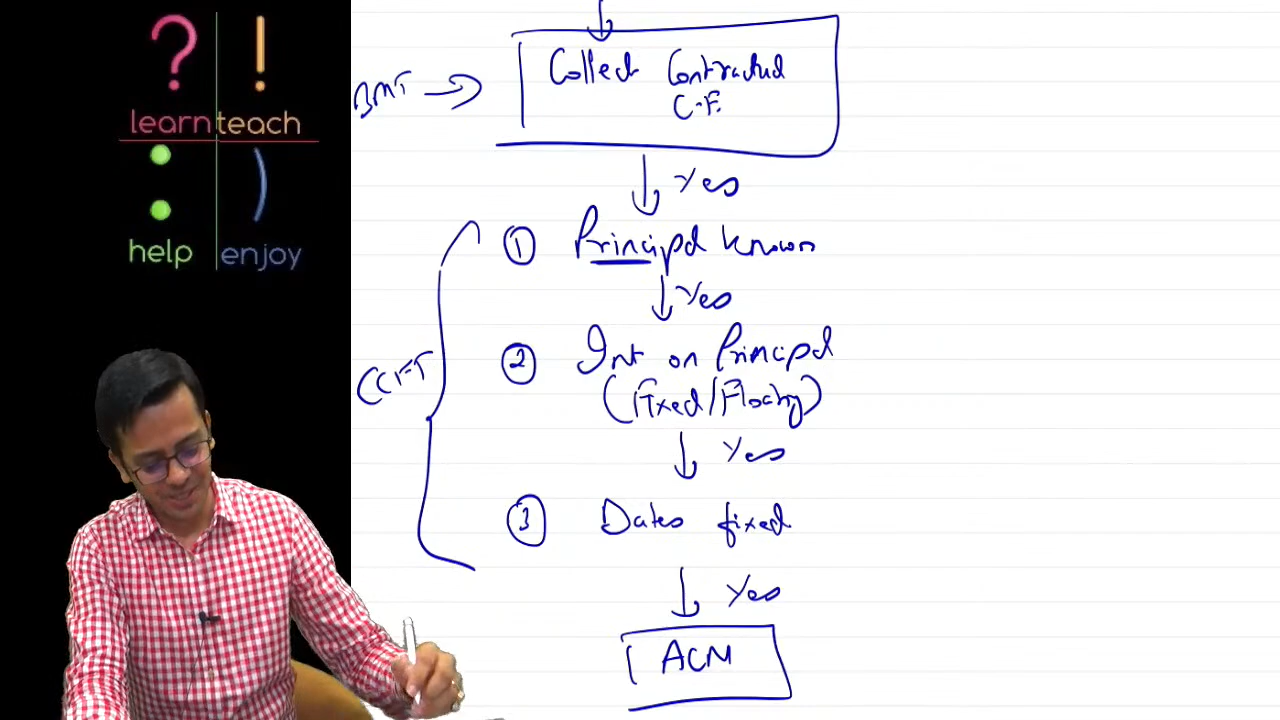 ? !
learn teach
help enjoy
BMT → Collect Contracted
C.F.
↓ Yes
① Principal known
↓ Yes
CCFT ② Int on Principal
(Fixed/Floating)
↓ Yes
③ Dates fixed
↓ Yes
ACM